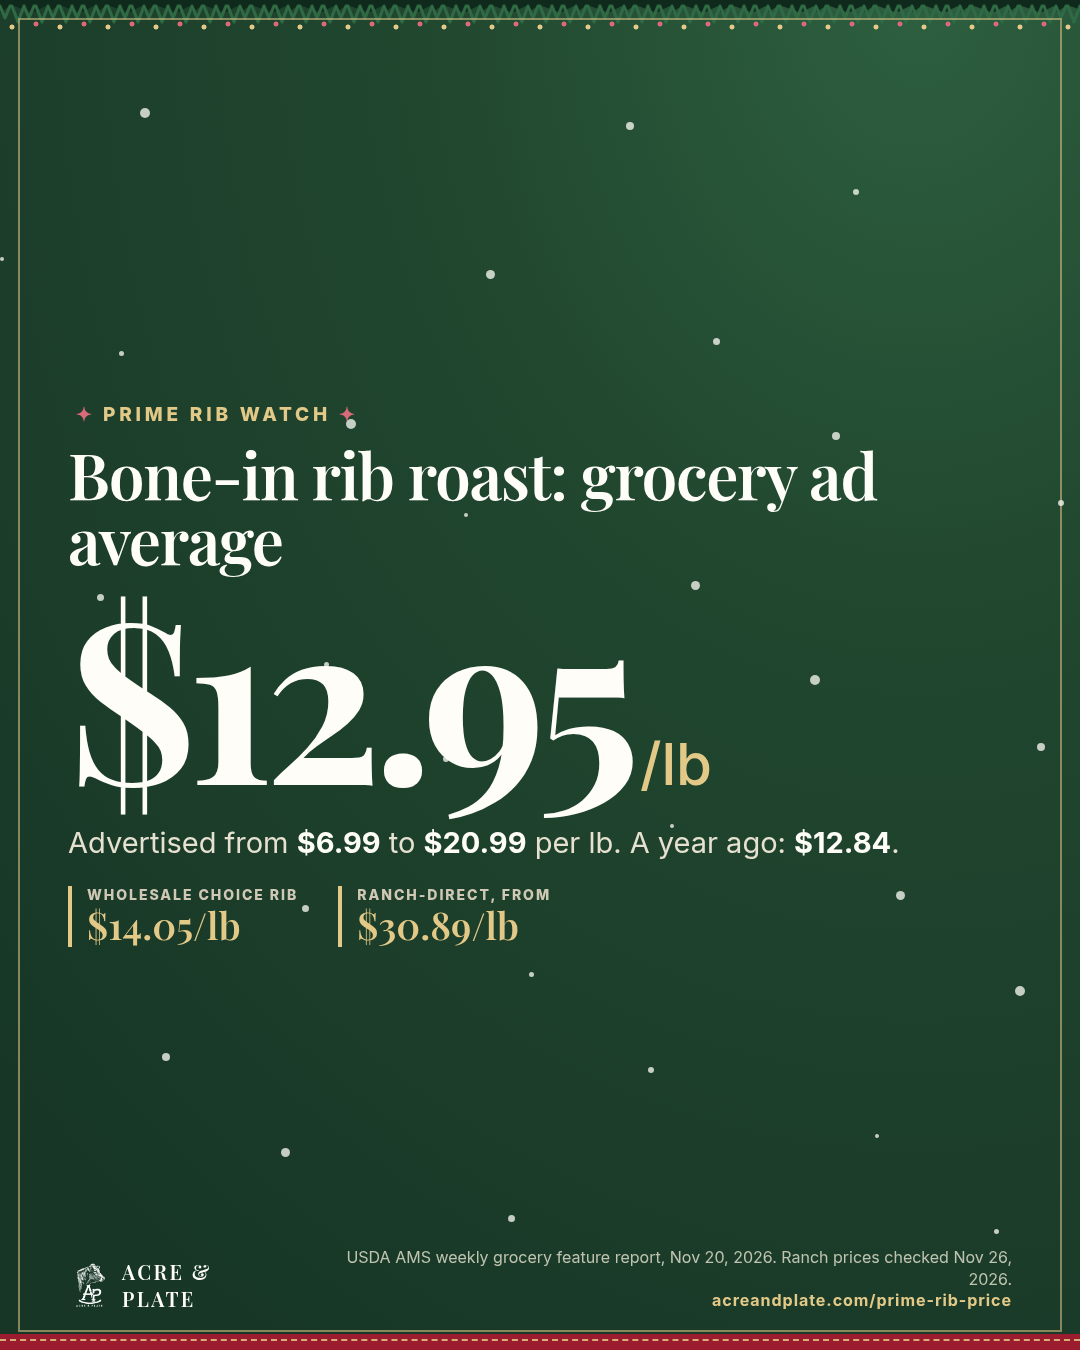 ✦ PRIME RIB WATCH ✦
Bone-in rib roast: grocery ad
average
$12.95/lb
Advertised from $6.99 to $20.99 per lb. A year ago: $12.84.
WHOLESALE CHOICE RIB
$14.05/lb
RANCH-DIRECT, FROM
$30.89/lb
ACRE &
PLATE
USDA AMS weekly grocery feature report, Nov 20, 2026. Ranch prices checked Nov 26,
2026.
acreandplate.com/prime-rib-price